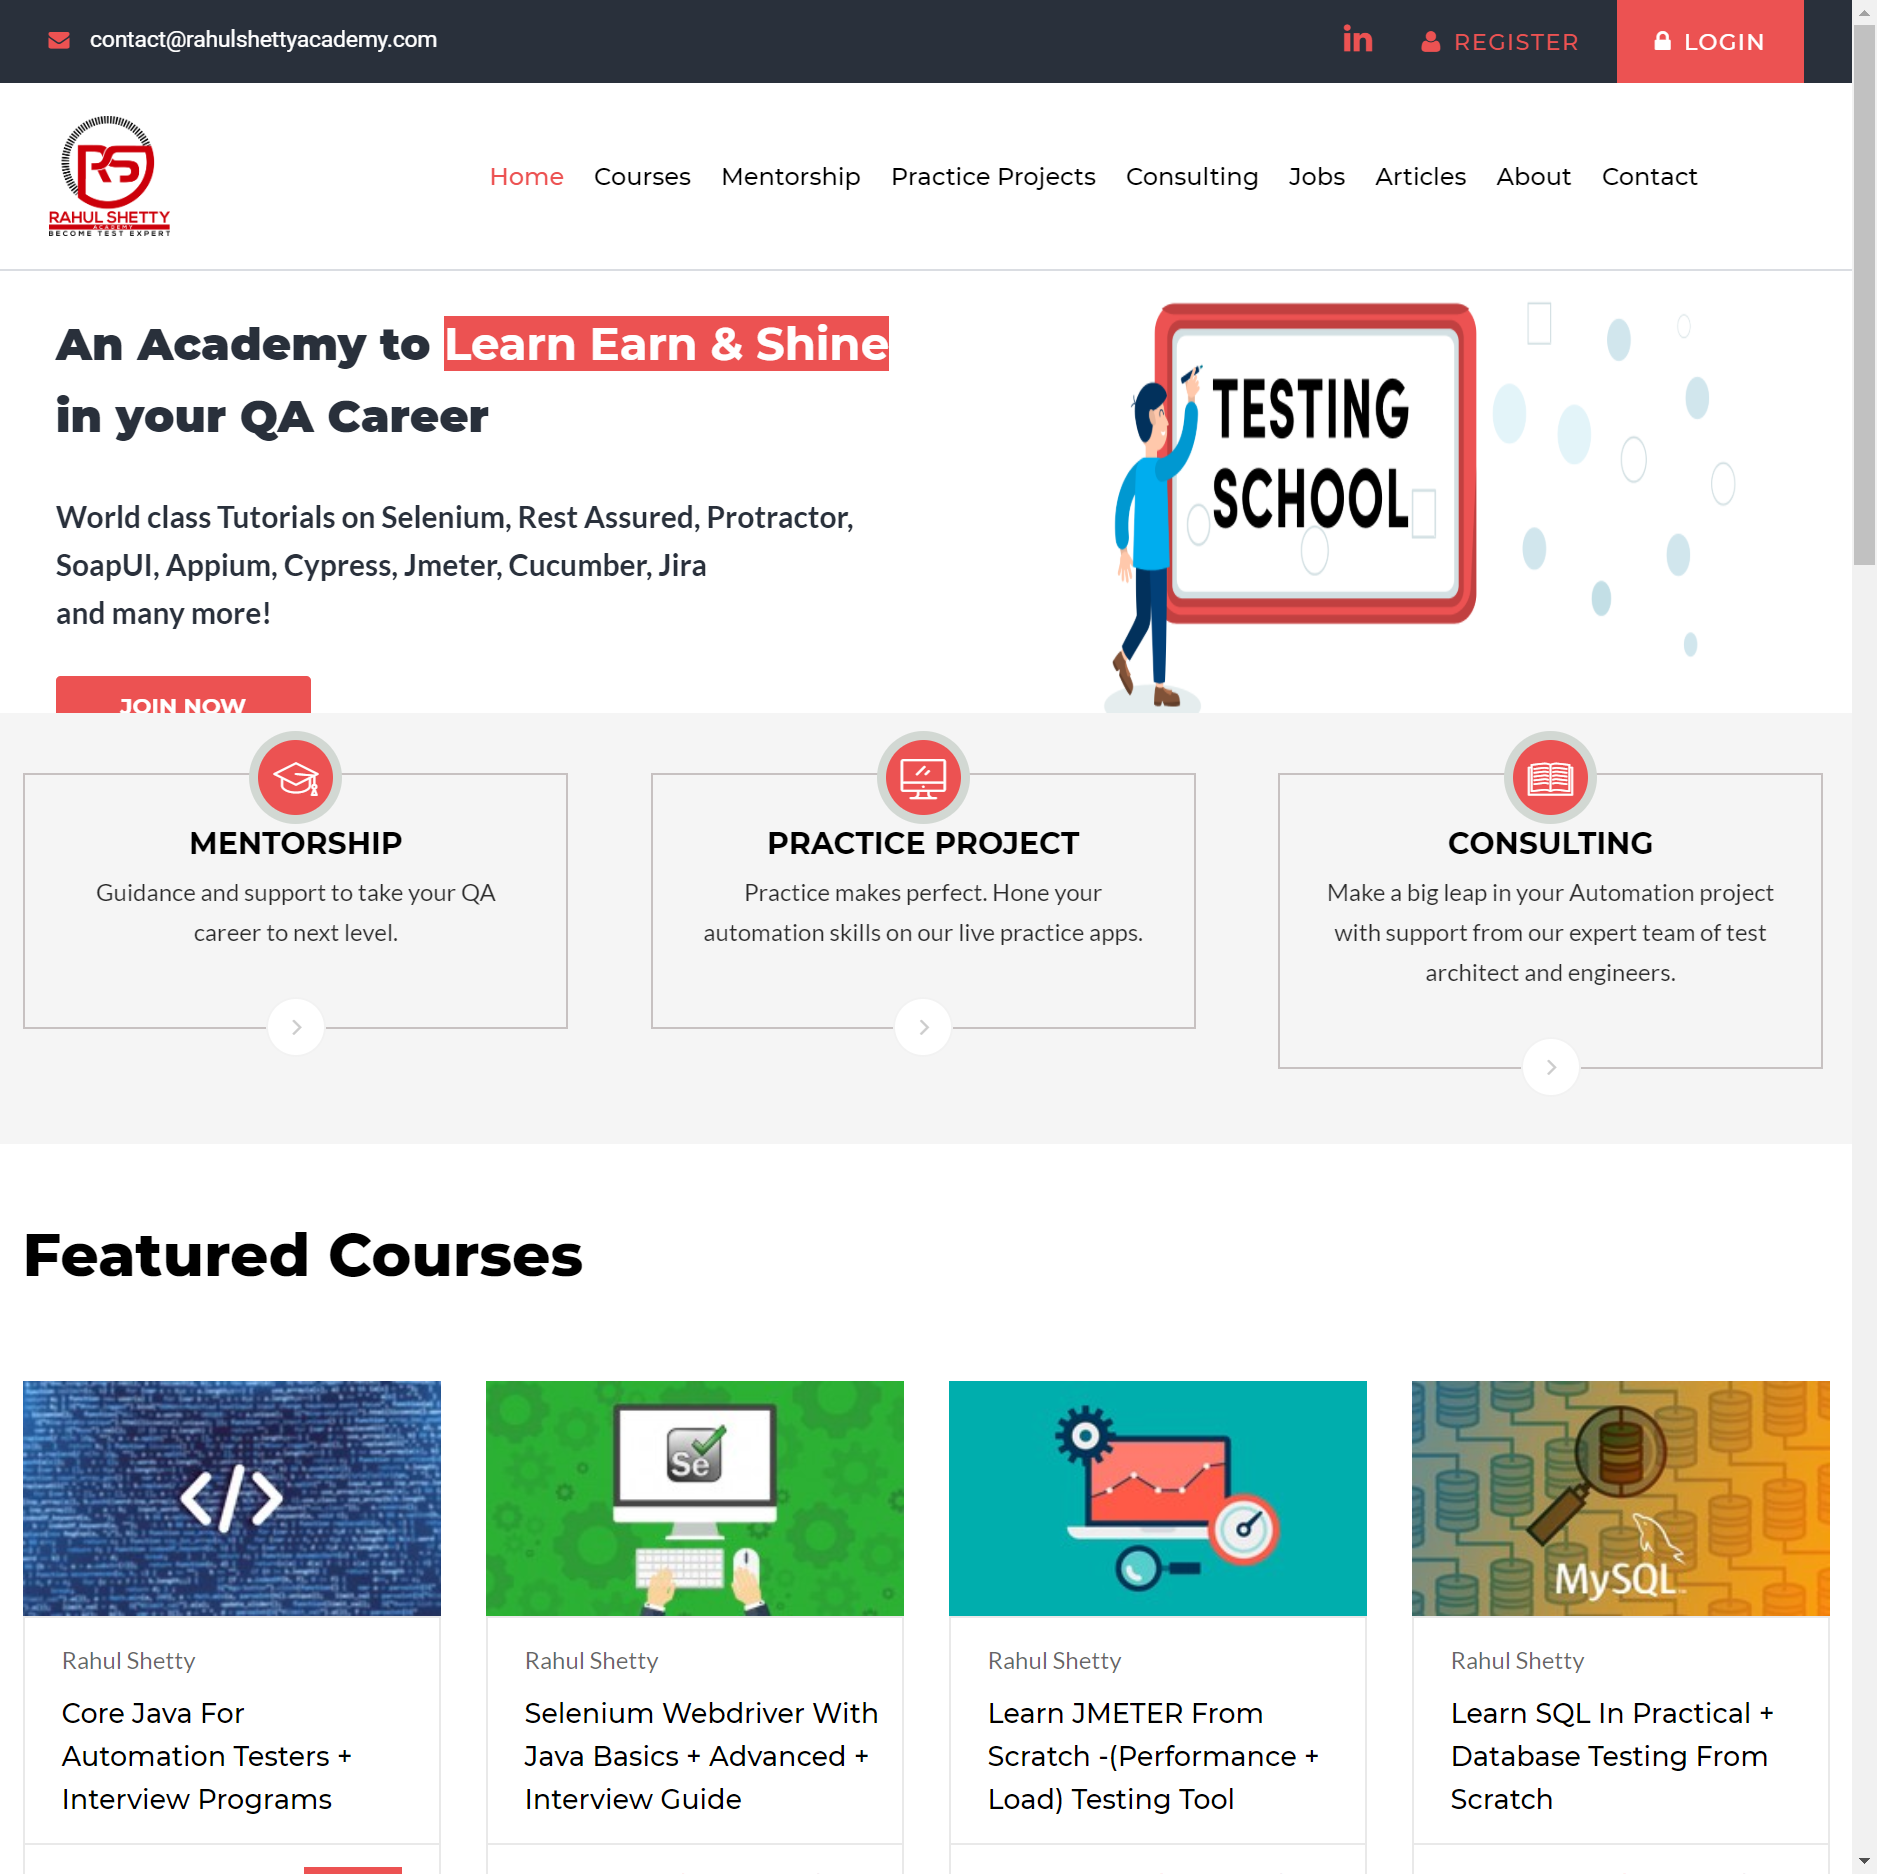 contact@rahulshettyacademy.com
REGISTER
LOGIN
RS
RAHUL SHETTY
ACADEMY
BECOME TEST EXPERT
Home Courses Mentorship Practice Projects Consulting Jobs Articles About Contact
An Academy to Learn Earn & Shine
in your QA Career
World class Tutorials on Selenium, Rest Assured, Protractor,
SoapUI, Appium, Cypress, Jmeter, Cucumber, Jira
and many more!
JOIN NOW
TESTING
SCHOOL
MENTORSHIP
Guidance and support to take your QA
career to next level.
PRACTICE PROJECT
Practice makes perfect. Hone your
automation skills on our live practice apps.
CONSULTING
Make a big leap in your Automation project
with support from our expert team of test
architect and engineers.
Featured Courses
</>
Se
MySQL
Rahul Shetty
Core Java For
Automation Testers +
Interview Programs
Rahul Shetty
Selenium Webdriver With
Java Basics + Advanced +
Interview Guide
Rahul Shetty
Learn JMETER From
Scratch -(Performance +
Load) Testing Tool
Rahul Shetty
Learn SQL In Practical +
Database Testing From
Scratch